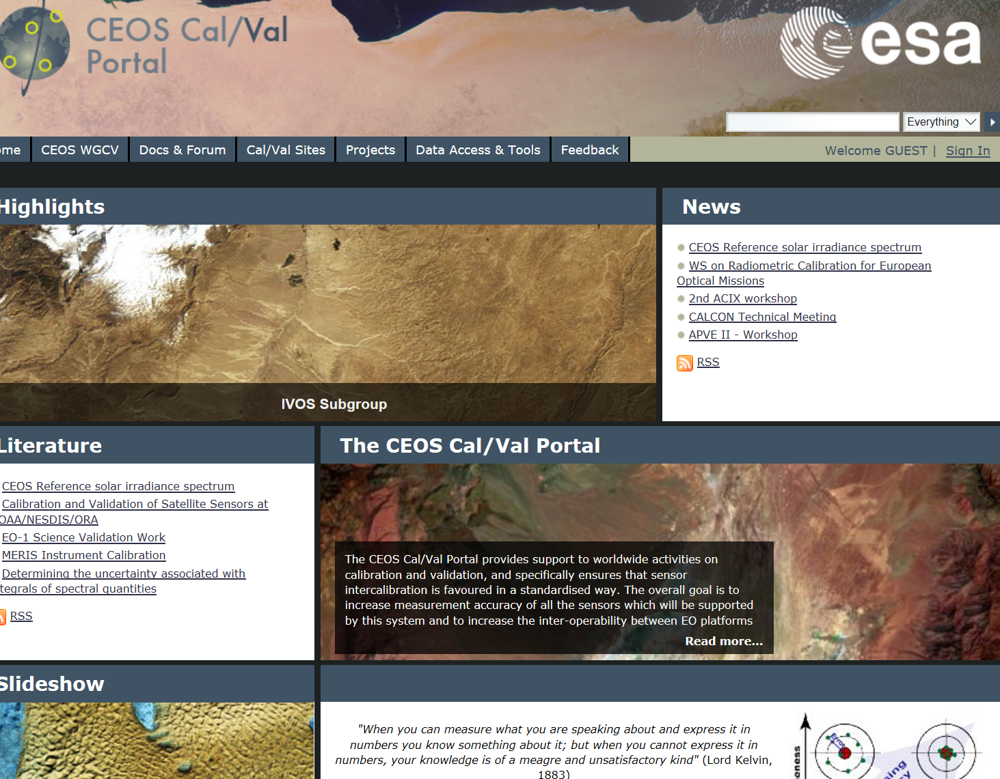 CEOS Cal/Val
Portal
esa
Everything
ome
CEOS WGCV
Docs & Forum
Cal/Val Sites
Projects
Data Access & Tools
Feedback
Welcome GUEST |
Sign In
Highlights
IVOS Subgroup
News
CEOS Reference solar irradiance spectrum
WS on Radiometric Calibration for European
Optical Missions
2nd ACIX workshop
CALCON Technical Meeting
APVE II - Workshop
RSS
Literature
CEOS Reference solar irradiance spectrum
Calibration and Validation of Satellite Sensors at
OAA/NESDIS/ORA
EO-1 Science Validation Work
MERIS Instrument Calibration
Determining the uncertainty associated with
tegrals of spectral quantities
RSS
The CEOS Cal/Val Portal
The CEOS Cal/Val Portal provides support to worldwide activities on
calibration and validation, and specifically ensures that sensor
intercalibration is favoured in a standardised way. The overall goal is to
increase measurement accuracy of all the sensors which will be supported
by this system and to increase the inter-operability between EO platforms
Read more...
Slideshow
"When you can measure what you are speaking about and express it in
numbers you know something about it; but when you cannot express it in
numbers, your knowledge is of a meagre and unsatisfactory kind" (Lord Kelvin,
1883)
Error